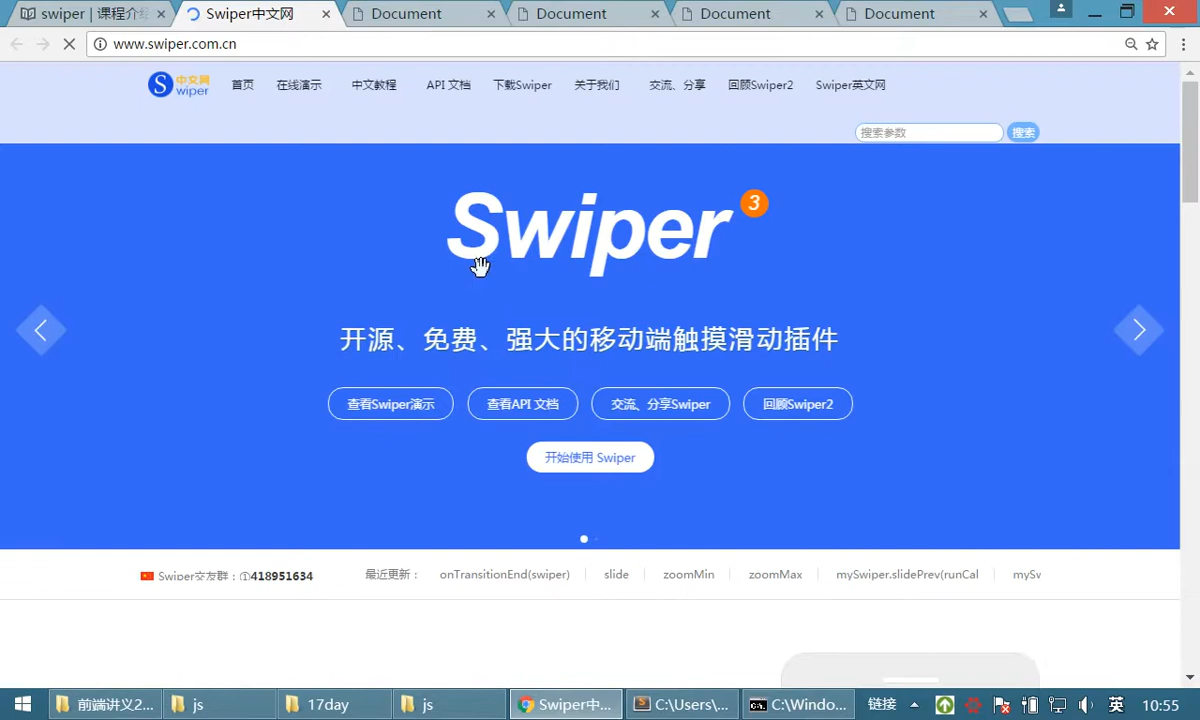 swiper | 课程介绍
Swiper中文网
Document
Document
Document
Document
www.swiper.com.cn
S 中文网
wiper
首页
在线演示
中文教程
API 文档
下载Swiper
关于我们
交流、分享
回顾Swiper2
Swiper英文网
搜索参数
搜索
Swiper 3
开源、免费、强大的移动端触摸滑动插件
查看Swiper演示
查看API 文档
交流、分享Swiper
回顾Swiper2
开始使用 Swiper
Swiper交友群：①418951634
最近更新：
onTransitionEnd(swiper)
slide
zoomMin
zoomMax
mySwiper.slidePrev(runCal
mySv
前端讲义2...
js
17day
js
Swiper中...
C:\Users\...
C:\Windo...
链接
英
10:55